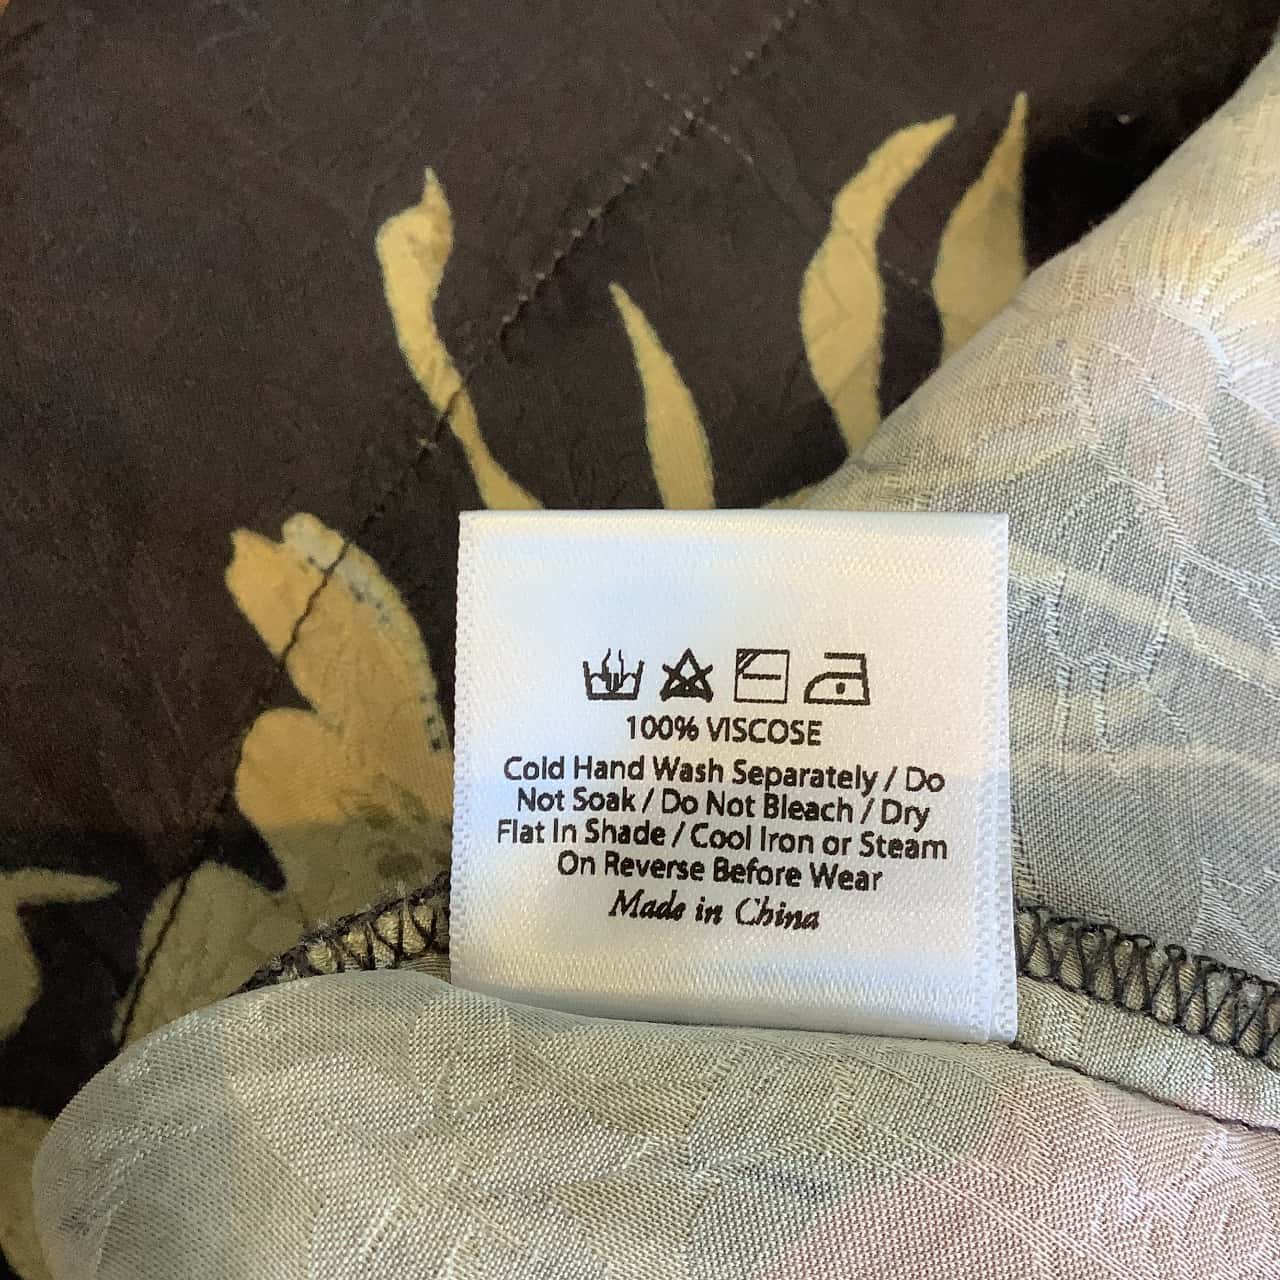 100% VISCOSE
Cold Hand Wash Separately / Do
Not Soak / Do Not Bleach / Dry
Flat In Shade / Cool Iron or Steam
On Reverse Before Wear
Made in China